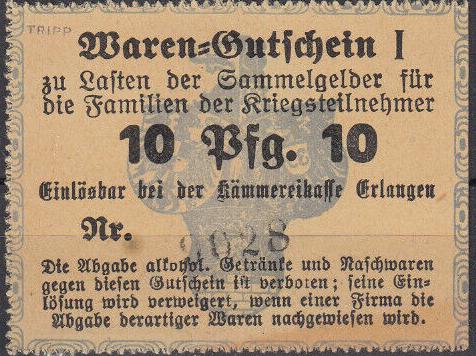 TRIPP
Waren-Gutschein I
zu Lasten der Sammelgelder für
die Familien der Kriegsteilnehmer
10 Pfg. 10
Einlösbar bei der Kämmereikasse Erlangen
Nr.
2028
Die Abgabe alkohol. Getränke und Naschwaren
gegen diesen Gutschein ist verboten; seine Ein-
lösung wird verweigert, wenn einer Firma die
Abgabe derartiger Waren nachgewiesen wird.